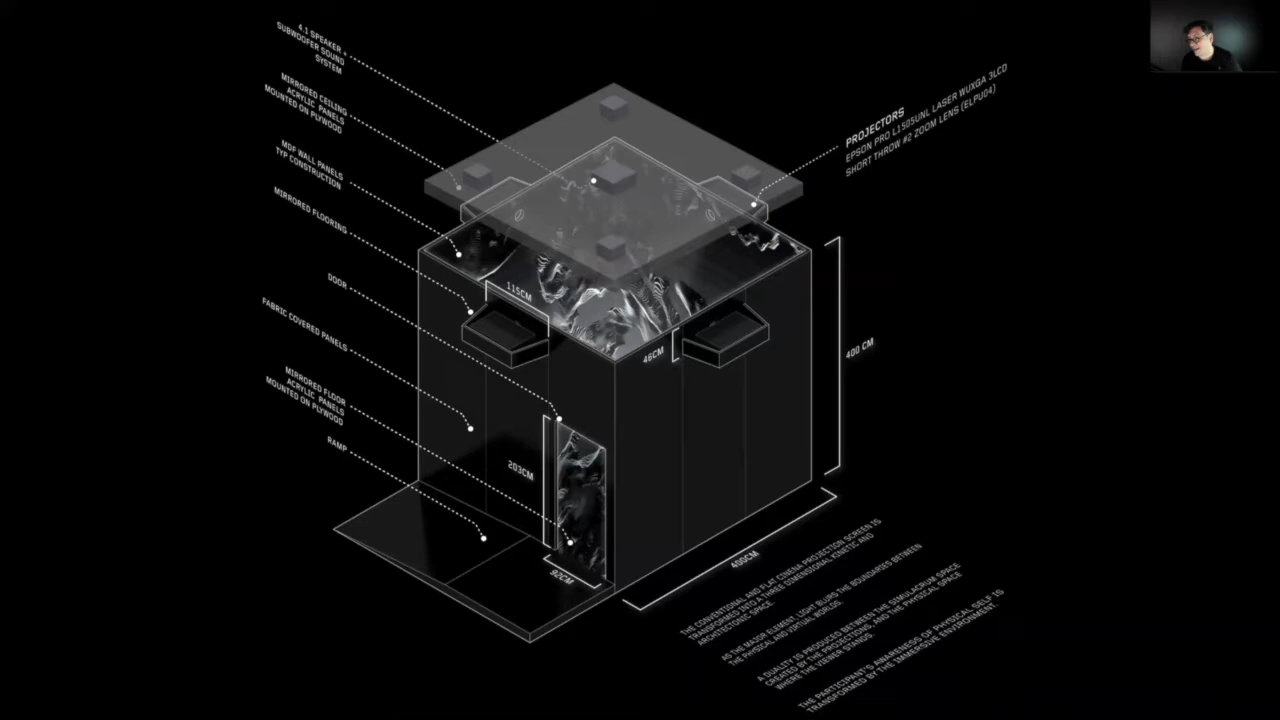 4.1 SPEAKER +
SUBWOOFER SOUND
SYSTEM
MIRRORED CEILING
ACRYLIC PANELS
MOUNTED ON PLYWOOD
MDF WALL PANELS
TYP CONSTRUCTION
MIRRORED FLOORING
DOOR
FABRIC COVERED PANELS
MIRRORED FLOOR
ACRYLIC PANELS
MOUNTED ON PLYWOOD
RAMP
PROJECTORS
EPSON PRO L1505UNL LASER WUXGA 3LCD
SHORT THROW #2 ZOOM LENS (ELPU04)
115CM
46CM
400 CM
203CM
92CM
400CM
THE CONVENTIONAL AND FLAT CINEMA PROJECTION SCREEN IS
TRANSFORMED INTO A THREE DIMENSIONAL KINETIC AND
ARCHITECTONIC SPACE.
AS THE MAJOR ELEMENT, LIGHT BLURS THE BOUNDARIES BETWEEN
THE PHYSICAL AND VIRTUAL WORLDS.
A DUALITY IS PRODUCED BETWEEN THE SIMULACRUM SPACE
CREATED BY THE PROJECTIONS, AND THE PHYSICAL SPACE
WHERE THE VIEWER STANDS.
THE PARTICIPANT'S AWARENESS OF PHYSICAL SELF IS
TRANSFORMED BY THE IMMERSIVE ENVIRONMENT.